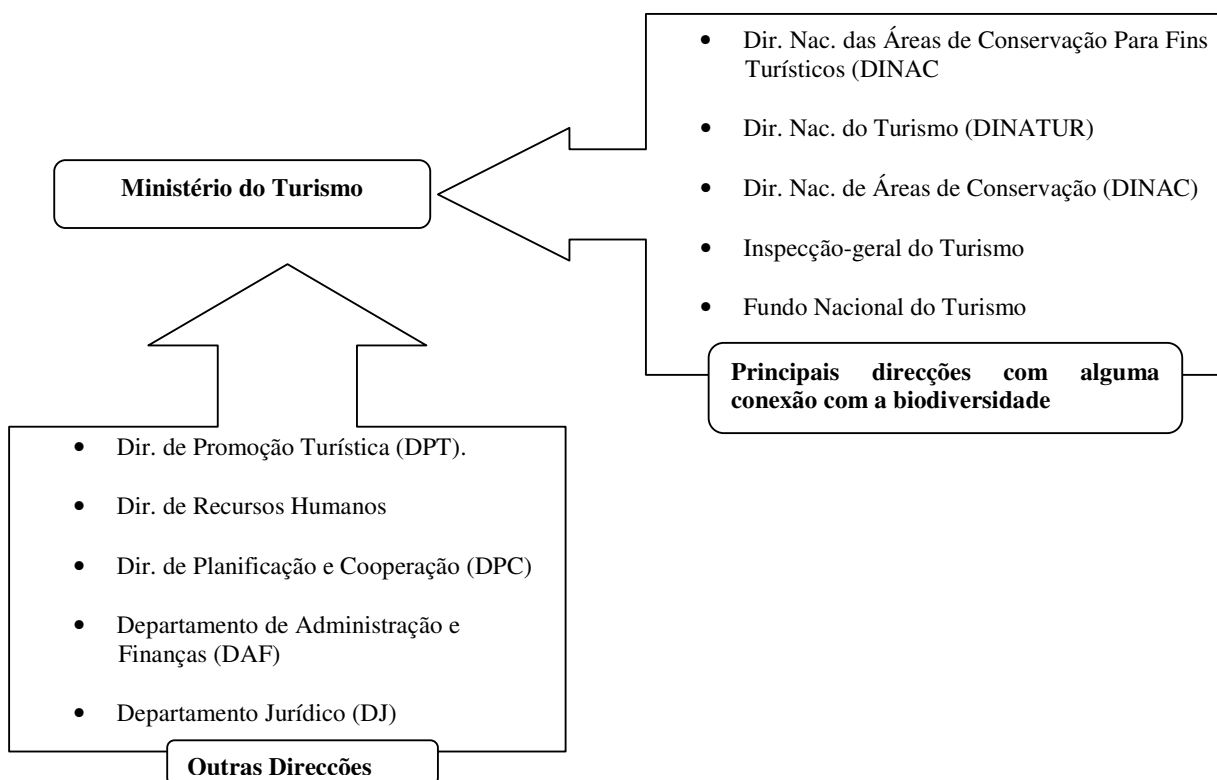 • Dir. Nac. das Áreas de Conservação Para Fins
Turísticos (DINAC
• Dir. Nac. do Turismo (DINATUR)
• Dir. Nac. de Áreas de Conservação (DINAC)
• Inspecção-geral do Turismo
• Fundo Nacional do Turismo
Principais direcções com alguma
conexão com a biodiversidade
Ministério do Turismo
• Dir. de Promoção Turística (DPT).
• Dir. de Recursos Humanos
• Dir. de Planificação e Cooperação (DPC)
• Departamento de Administração e
Finanças (DAF)
• Departamento Jurídico (DJ)
Outras Direcções